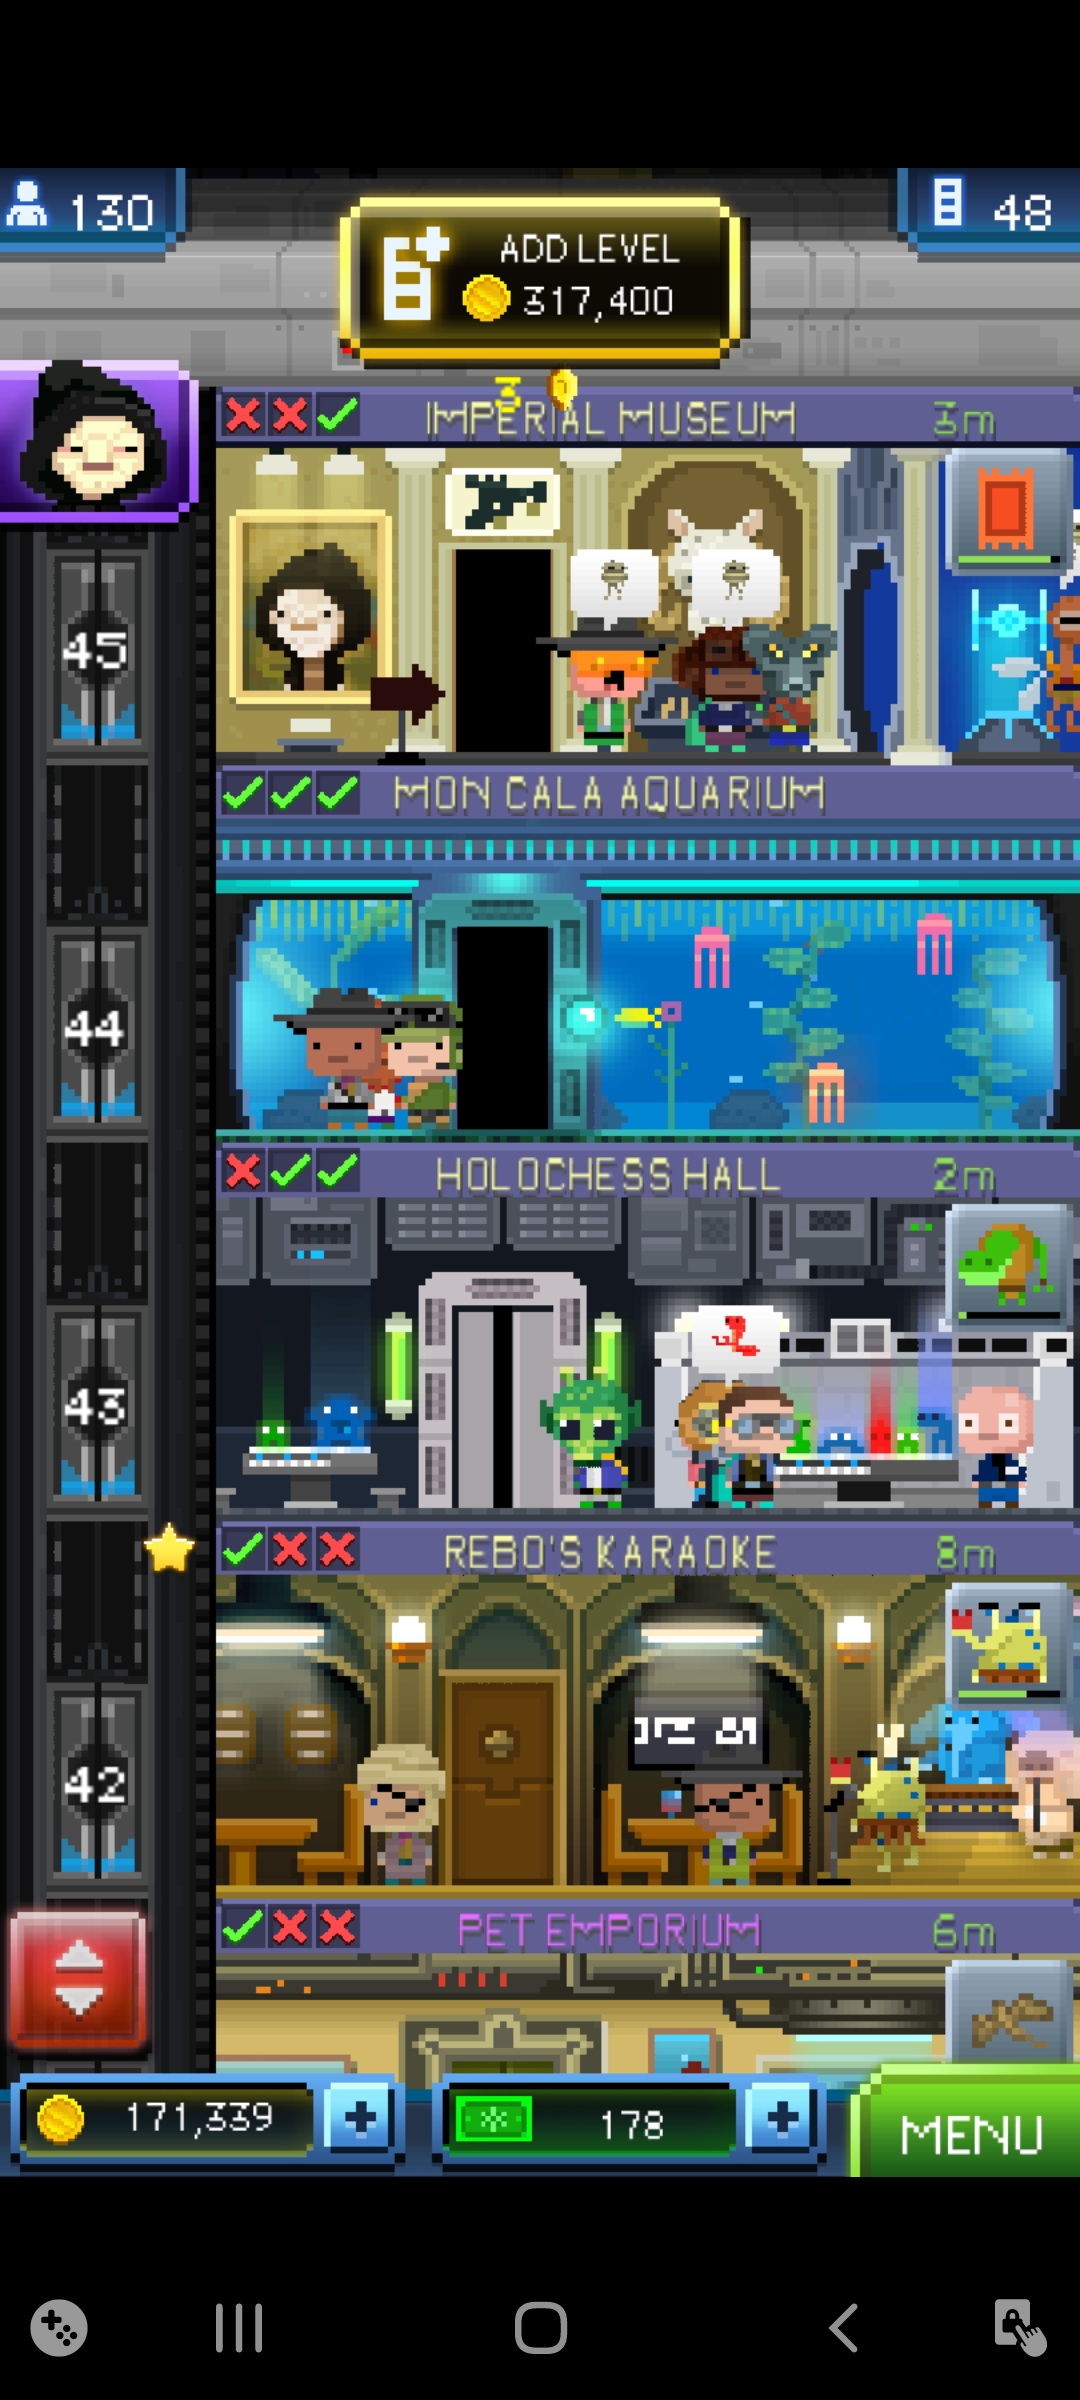 130
ADD LEVEL
317,400
48
3
IMPERIAL MUSEUM
3m
45
MON CALA AQUARIUM
44
HOLOCHESS HALL
2m
43
REBO'S KARAOKE
8m
42
PET EMPORIUM
6m
171,339
178
MENU